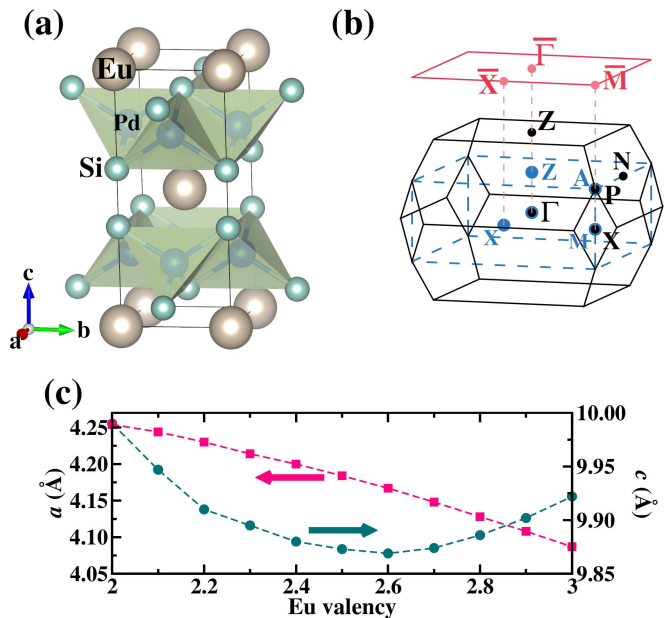 (a)
Eu
Pd
Si
c
a
b
(b)
Γ̅
X̅
M̅
Z
N
Z
A
P
Γ
X
M
X
(c)
4.25
4.20
4.15
4.10
4.05
a (Å)
10.00
9.95
9.90
9.85
c (Å)
2
2.2
2.4
2.6
2.8
3
Eu valency